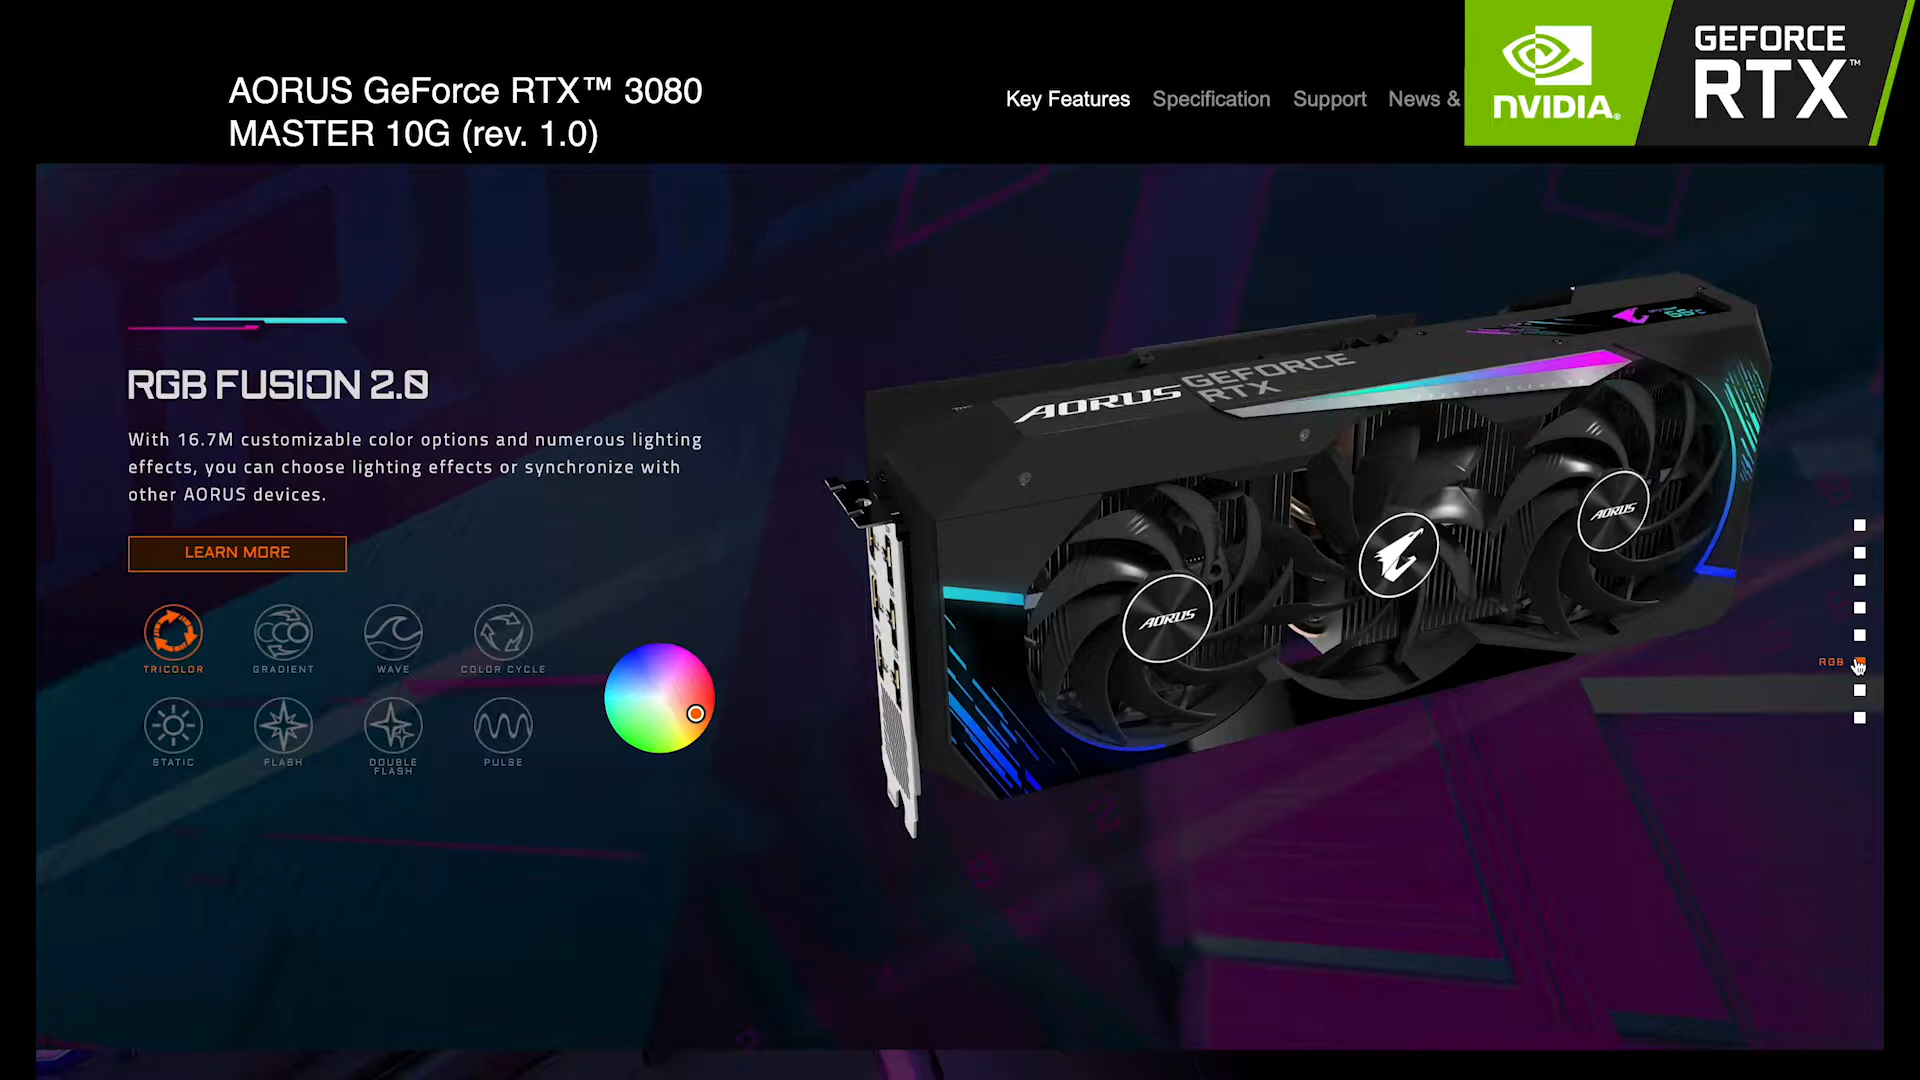 AORUS GeForce RTX™ 3080
MASTER 10G (rev. 1.0)
Key Features
Specification
Support
News &
NVIDIA®
GEFORCE
RTX™
RGB FUSION 2.0
With 16.7M customizable color options and numerous lighting
effects, you can choose lighting effects or synchronize with
other AORUS devices.
LEARN MORE
TRICOLOR
GRADIENT
WAVE
COLOR CYCLE
STATIC
FLASH
DOUBLE
FLASH
PULSE
AORUS
GEFORCE
RTX
AORUS
AORUS
RGB